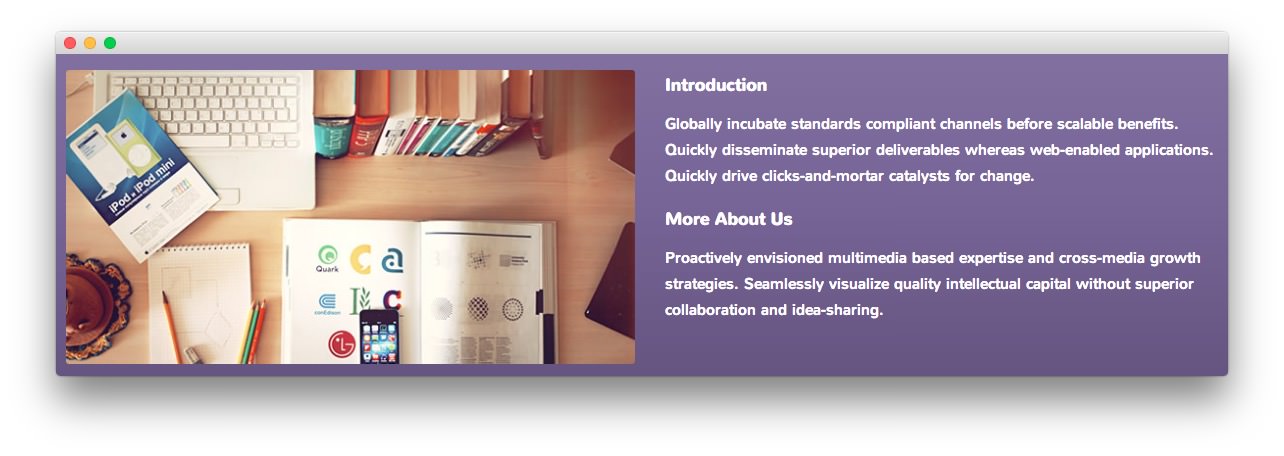 iPod + iPod mini
Quark
conEdison
LG
Introduction
Globally incubate standards compliant channels before scalable benefits.
Quickly disseminate superior deliverables whereas web-enabled applications.
Quickly drive clicks-and-mortar catalysts for change.
More About Us
Proactively envisioned multimedia based expertise and cross-media growth
strategies. Seamlessly visualize quality intellectual capital without superior
collaboration and idea-sharing.